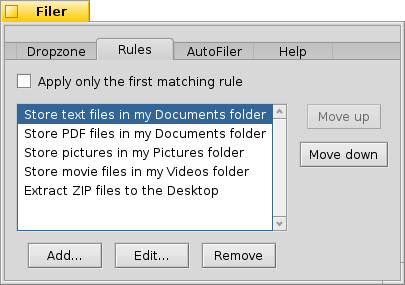 Filer
Dropzone Rules AutoFiler Help
Apply only the first matching rule
Store text files in my Documents folder
Store PDF files in my Documents folder
Store pictures in my Pictures folder
Store movie files in my Videos folder
Extract ZIP files to the Desktop
Move up
Move down
Add... Edit... Remove